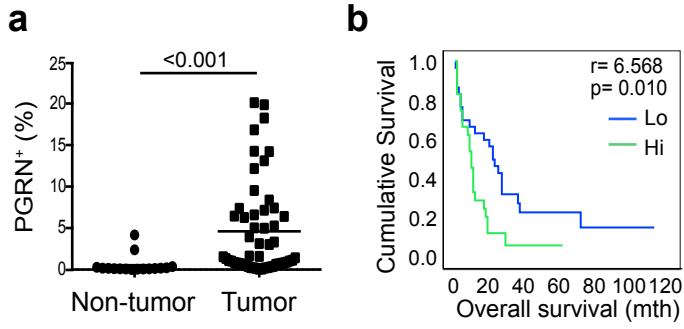 a
<0.001
25
20
15
10
5
0
PGRN⁺ (%)
Non-tumor
Tumor
b
1.0
0.8
0.6
0.4
0.2
0.0
Cumulative Survival
r= 6.568
p= 0.010
Lo
Hi
0 20 40 60 80 100 120
Overall survival (mth)